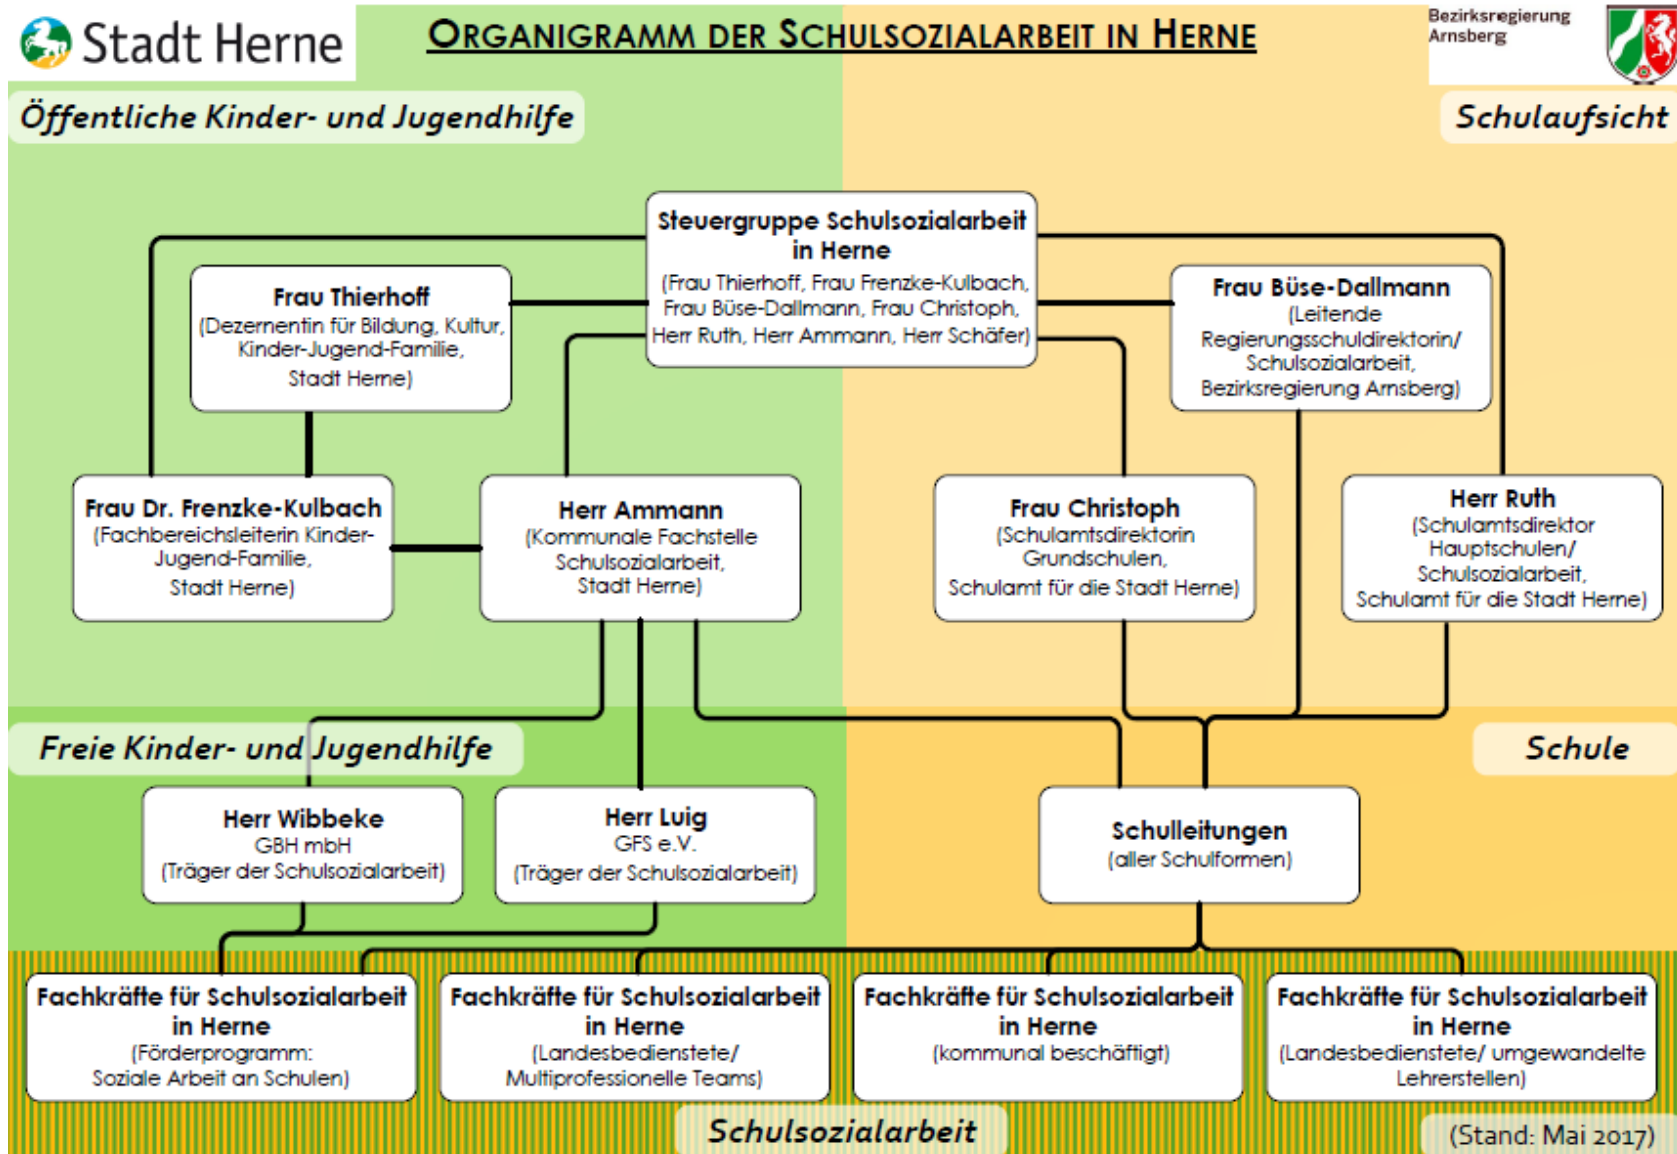 Stadt Herne
ORGANIGRAMM DER SCHULSOZIALARBEIT IN HERNE
Bezirksregierung
Arnsberg
Öffentliche Kinder- und Jugendhilfe
Schulaufsicht
Steuergruppe Schulsozialarbeit
in Herne
(Frau Thierhoff, Frau Frenzke-Kulbach,
Frau Büse-Dallmann, Frau Christoph,
Herr Ruth, Herr Ammann, Herr Schäfer)
Frau Thierhoff
(Dezernentin für Bildung, Kultur,
Kinder-Jugend-Familie,
Stadt Herne)
Frau Büse-Dallmann
(Leitende
Regierungsschuldirektorin/
Schulsozialarbeit,
Bezirksregierung Arnsberg)
Frau Dr. Frenzke-Kulbach
(Fachbereichsleiterin Kinder-
Jugend-Familie,
Stadt Herne)
Herr Ammann
(Kommunale Fachstelle
Schulsozialarbeit,
Stadt Herne)
Frau Christoph
(Schulamtsdirektorin
Grundschulen,
Schulamt für die Stadt Herne)
Herr Ruth
(Schulamtsdirektor
Hauptschulen/
Schulsozialarbeit,
Schulamt für die Stadt Herne)
Freie Kinder- und Jugendhilfe
Schule
Herr Wibbeke
GBH mbH
(Träger der Schulsozialarbeit)
Herr Luig
GFS e.V.
(Träger der Schulsozialarbeit)
Schulleitungen
(aller Schulformen)
Fachkräfte für Schulsozialarbeit
in Herne
(Förderprogramm:
Soziale Arbeit an Schulen)
Fachkräfte für Schulsozialarbeit
in Herne
(Landesbedienstete/
Multiprofessionelle Teams)
Fachkräfte für Schulsozialarbeit
in Herne
(kommunal beschäftigt)
Fachkräfte für Schulsozialarbeit
in Herne
(Landesbedienstete/ umgewandelte
Lehrerstellen)
Schulsozialarbeit
(Stand: Mai 2017)